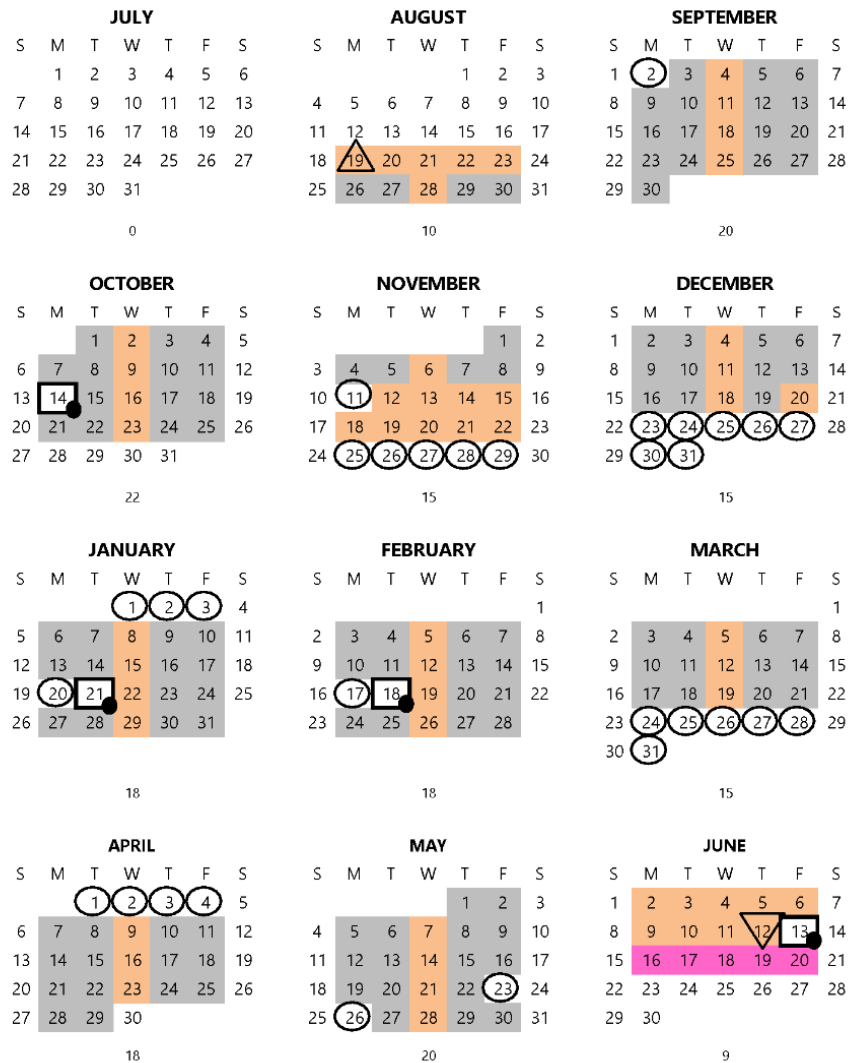 JULY AUGUST SEPTEMBER
S M T W T F S S M T W T F S S M T W T F S
1 2 3 4 5 6 1 2 3 1 2 3 4 5 6 7
7 8 9 10 11 12 13 4 5 6 7 8 9 10 8 9 10 11 12 13 14
14 15 16 17 18 19 20 11 12 13 14 15 16 17 15 16 17 18 19 20 21
21 22 23 24 25 26 27 18 19 20 21 22 23 24 22 23 24 25 26 27 28
28 29 30 31 25 26 27 28 29 30 31 29 30
0 10 20
OCTOBER NOVEMBER DECEMBER
S M T W T F S S M T W T F S S M T W T F S
1 2 3 4 5 1 2 1 2 3 4 5 6 7
6 7 8 9 10 11 12 3 4 5 6 7 8 9 8 9 10 11 12 13 14
13 14 15 16 17 18 19 10 11 12 13 14 15 16 15 16 17 18 19 20 21
20 21 22 23 24 25 26 17 18 19 20 21 22 23 22 23 24 25 26 27 28
27 28 29 30 31 24 25 26 27 28 29 30 29 30 31
22 15 15
JANUARY FEBRUARY MARCH
S M T W T F S S M T W T F S S M T W T F S
1 2 3 4 1 1
5 6 7 8 9 10 11 2 3 4 5 6 7 8 2 3 4 5 6 7 8
12 13 14 15 16 17 18 9 10 11 12 13 14 15 9 10 11 12 13 14 15
19 20 21 22 23 24 25 16 17 18 19 20 21 22 16 17 18 19 20 21 22
26 27 28 29 30 31 23 24 25 26 27 28 23 24 25 26 27 28 29
30 31
18 18 15
APRIL MAY JUNE
S M T W T F S S M T W T F S S M T W T F S
1 2 3 4 5 1 2 3 1 2 3 4 5 6 7
6 7 8 9 10 11 12 4 5 6 7 8 9 10 8 9 10 11 12 13 14
13 14 15 16 17 18 19 11 12 13 14 15 16 17 15 16 17 18 19 20 21
20 21 22 23 24 25 26 18 19 20 21 22 23 24 22 23 24 25 26 27 28
27 28 29 30 25 26 27 28 29 30 31 29 30
18 20 9